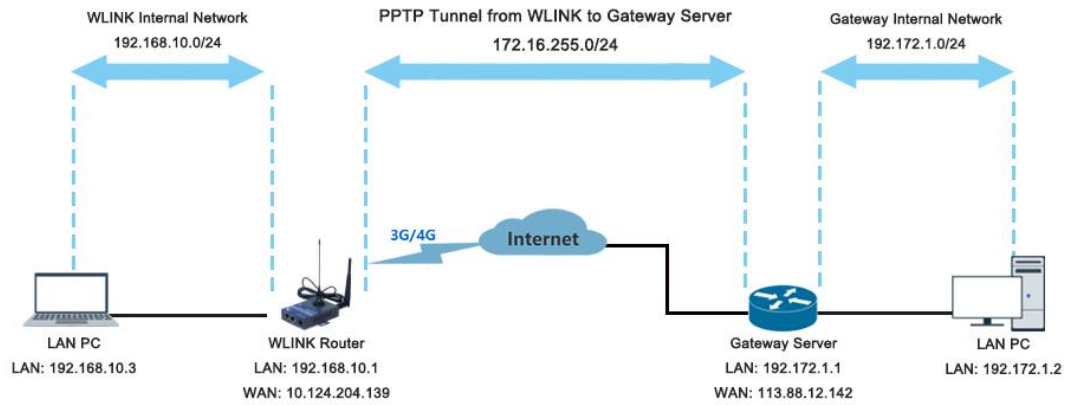 WLINK Internal Network
192.168.10.0/24
PPTP Tunnel from WLINK to Gateway Server
172.16.255.0/24
Gateway Internal Network
192.172.1.0/24
3G/4G
Internet
LAN PC
LAN: 192.168.10.3
WLINK Router
LAN: 192.168.10.1
WAN: 10.124.204.139
Gateway Server
LAN: 192.172.1.1
WAN: 113.88.12.142
LAN PC
LAN: 192.172.1.2